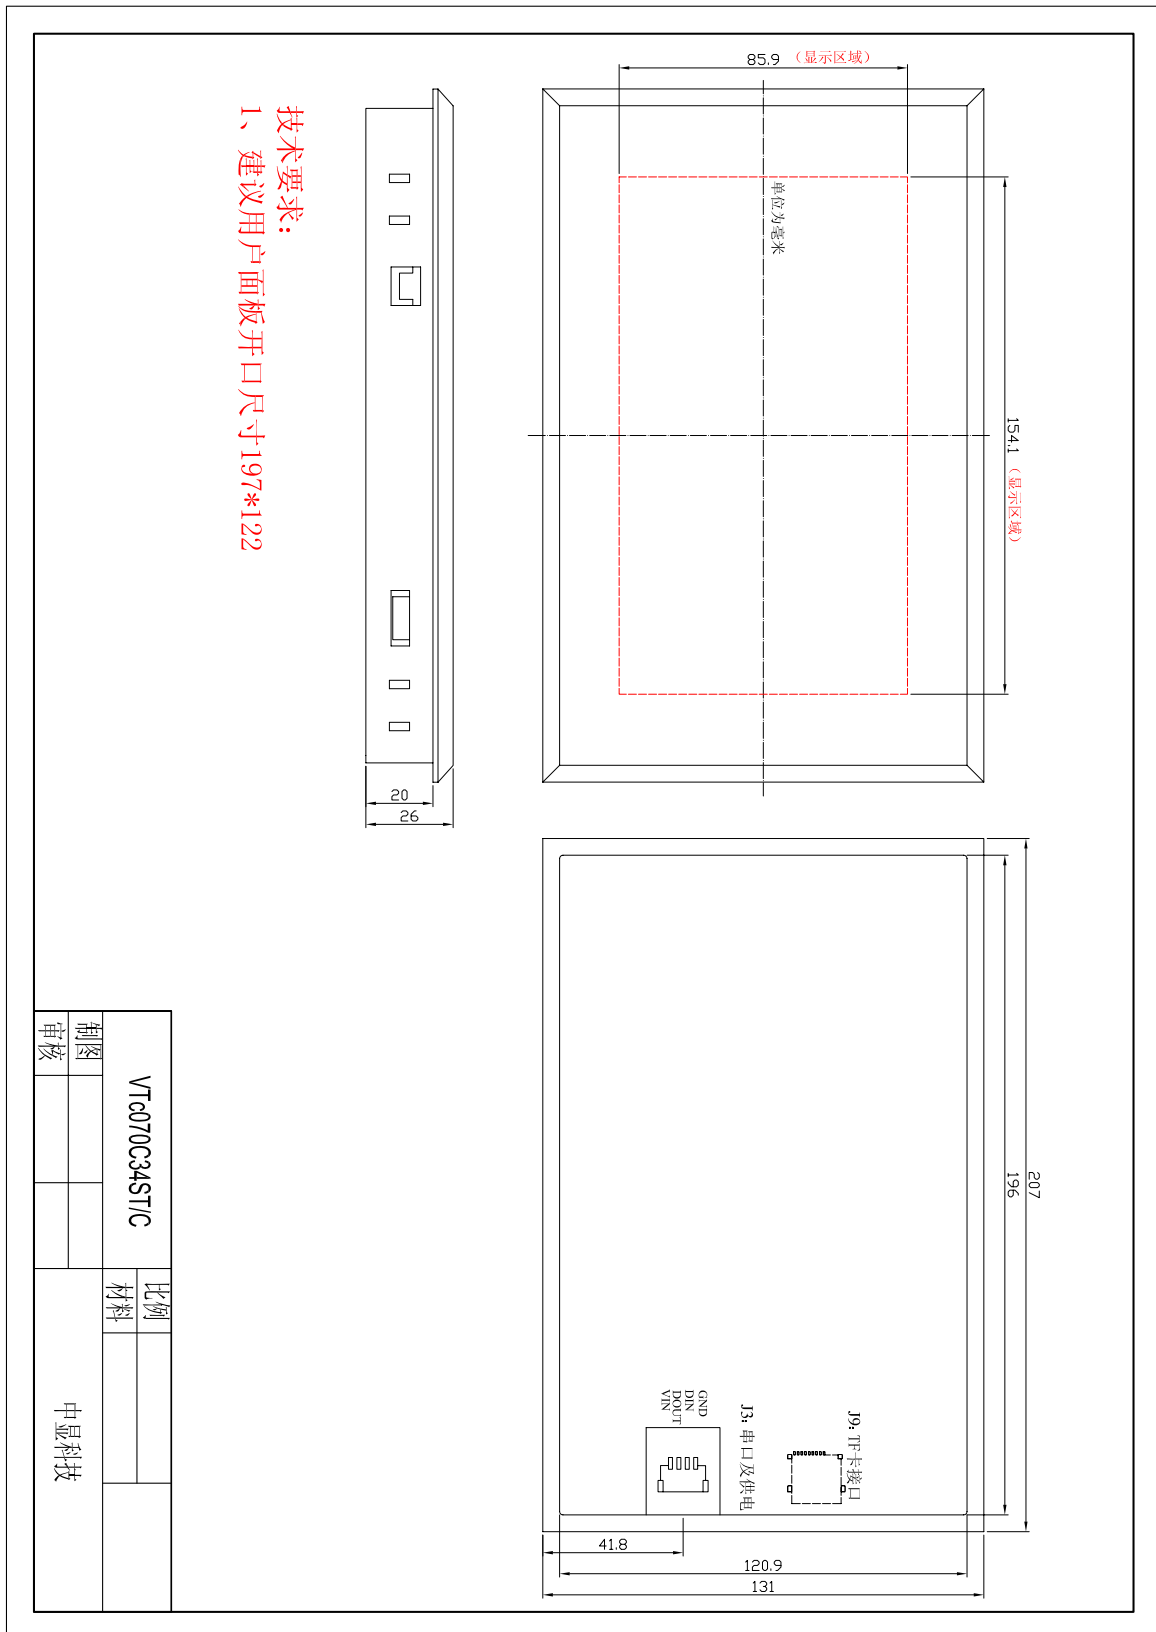 85.9 （显示区域）
单位为毫米
154.1 （显示区域）
技术要求：
1、建议用户面板开口尺寸197*122
20
26
207
196
GND
DIN
DOUT
VIN
J3: 串口及供电
J9: TF卡接口
41.8
120.9
131
VTc070C34ST/C
比例
材料
制图
审核
中显科技